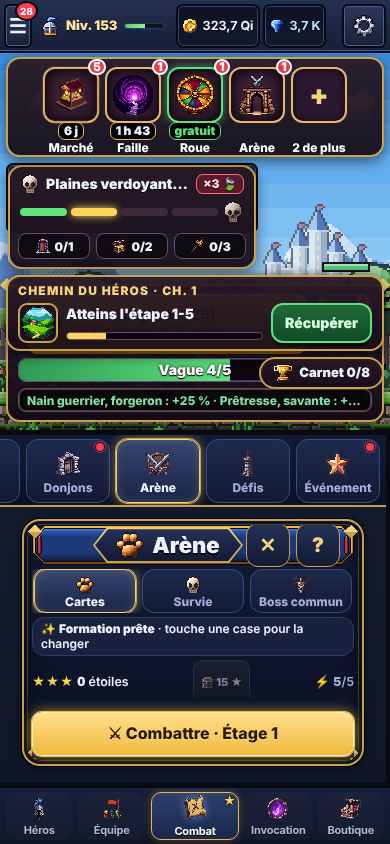 28
Niv. 153
323,7 Qi
3,7 K
5
1
1
1
6 j
1 h 43
gratuit
Marché
Faille
Roue
Arène
2 de plus
Plaines verdoyant...
×3
0/1
0/2
0/3
CHEMIN DU HÉROS · CH. 1
Atteins l'étape 1-5
Récupérer
Vague 4/5
Carnet 0/8
Nain guerrier, forgeron : +25 % · Prêtresse, savante : +...
Donjons
Arène
Défis
Événement
Arène
×
?
Cartes
Survie
Boss commun
Formation prête · touche une case pour la
changer
★★★ 0 étoiles
15 ★
5/5
Combattre · Étage 1
Héros
Équipe
Combat
Invocation
Boutique